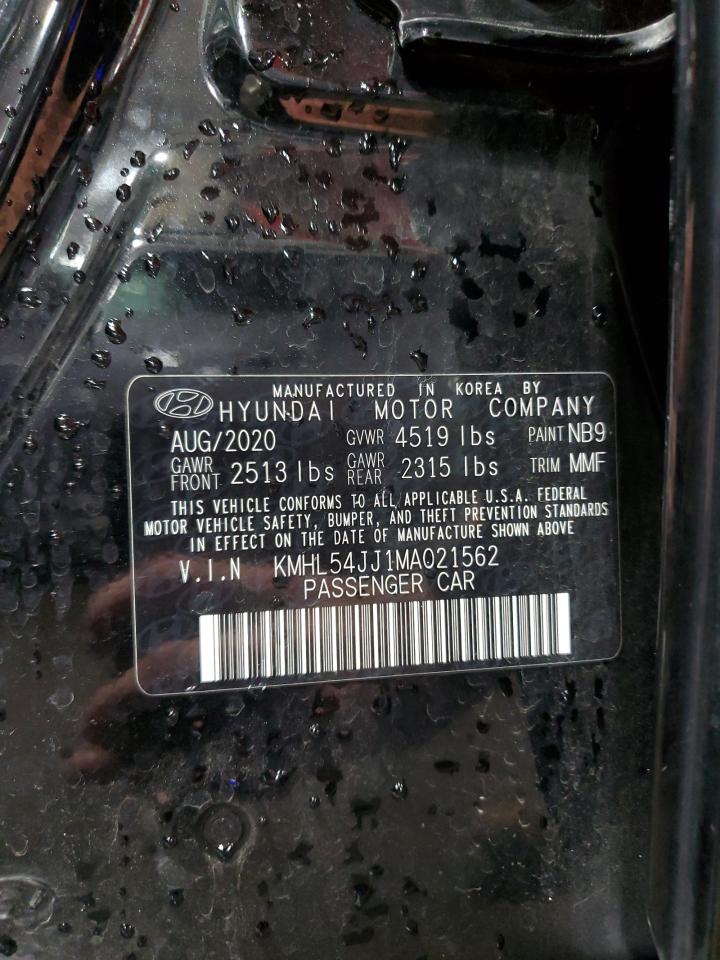 MANUFACTURED IN KOREA BY
HYUNDAI MOTOR COMPANY
AUG/2020 GVWR 4519 lbs PAINT NB9
GAWR FRONT 2513 lbs GAWR REAR 2315 lbs TRIM MMF
THIS VEHICLE CONFORMS TO ALL APPLICABLE U.S.A. FEDERAL
MOTOR VEHICLE SAFETY, BUMPER, AND THEFT PREVENTION STANDARDS
IN EFFECT ON THE DATE OF MANUFACTURE SHOWN ABOVE
V.I.N KMHL54JJ1MA021562
PASSENGER CAR